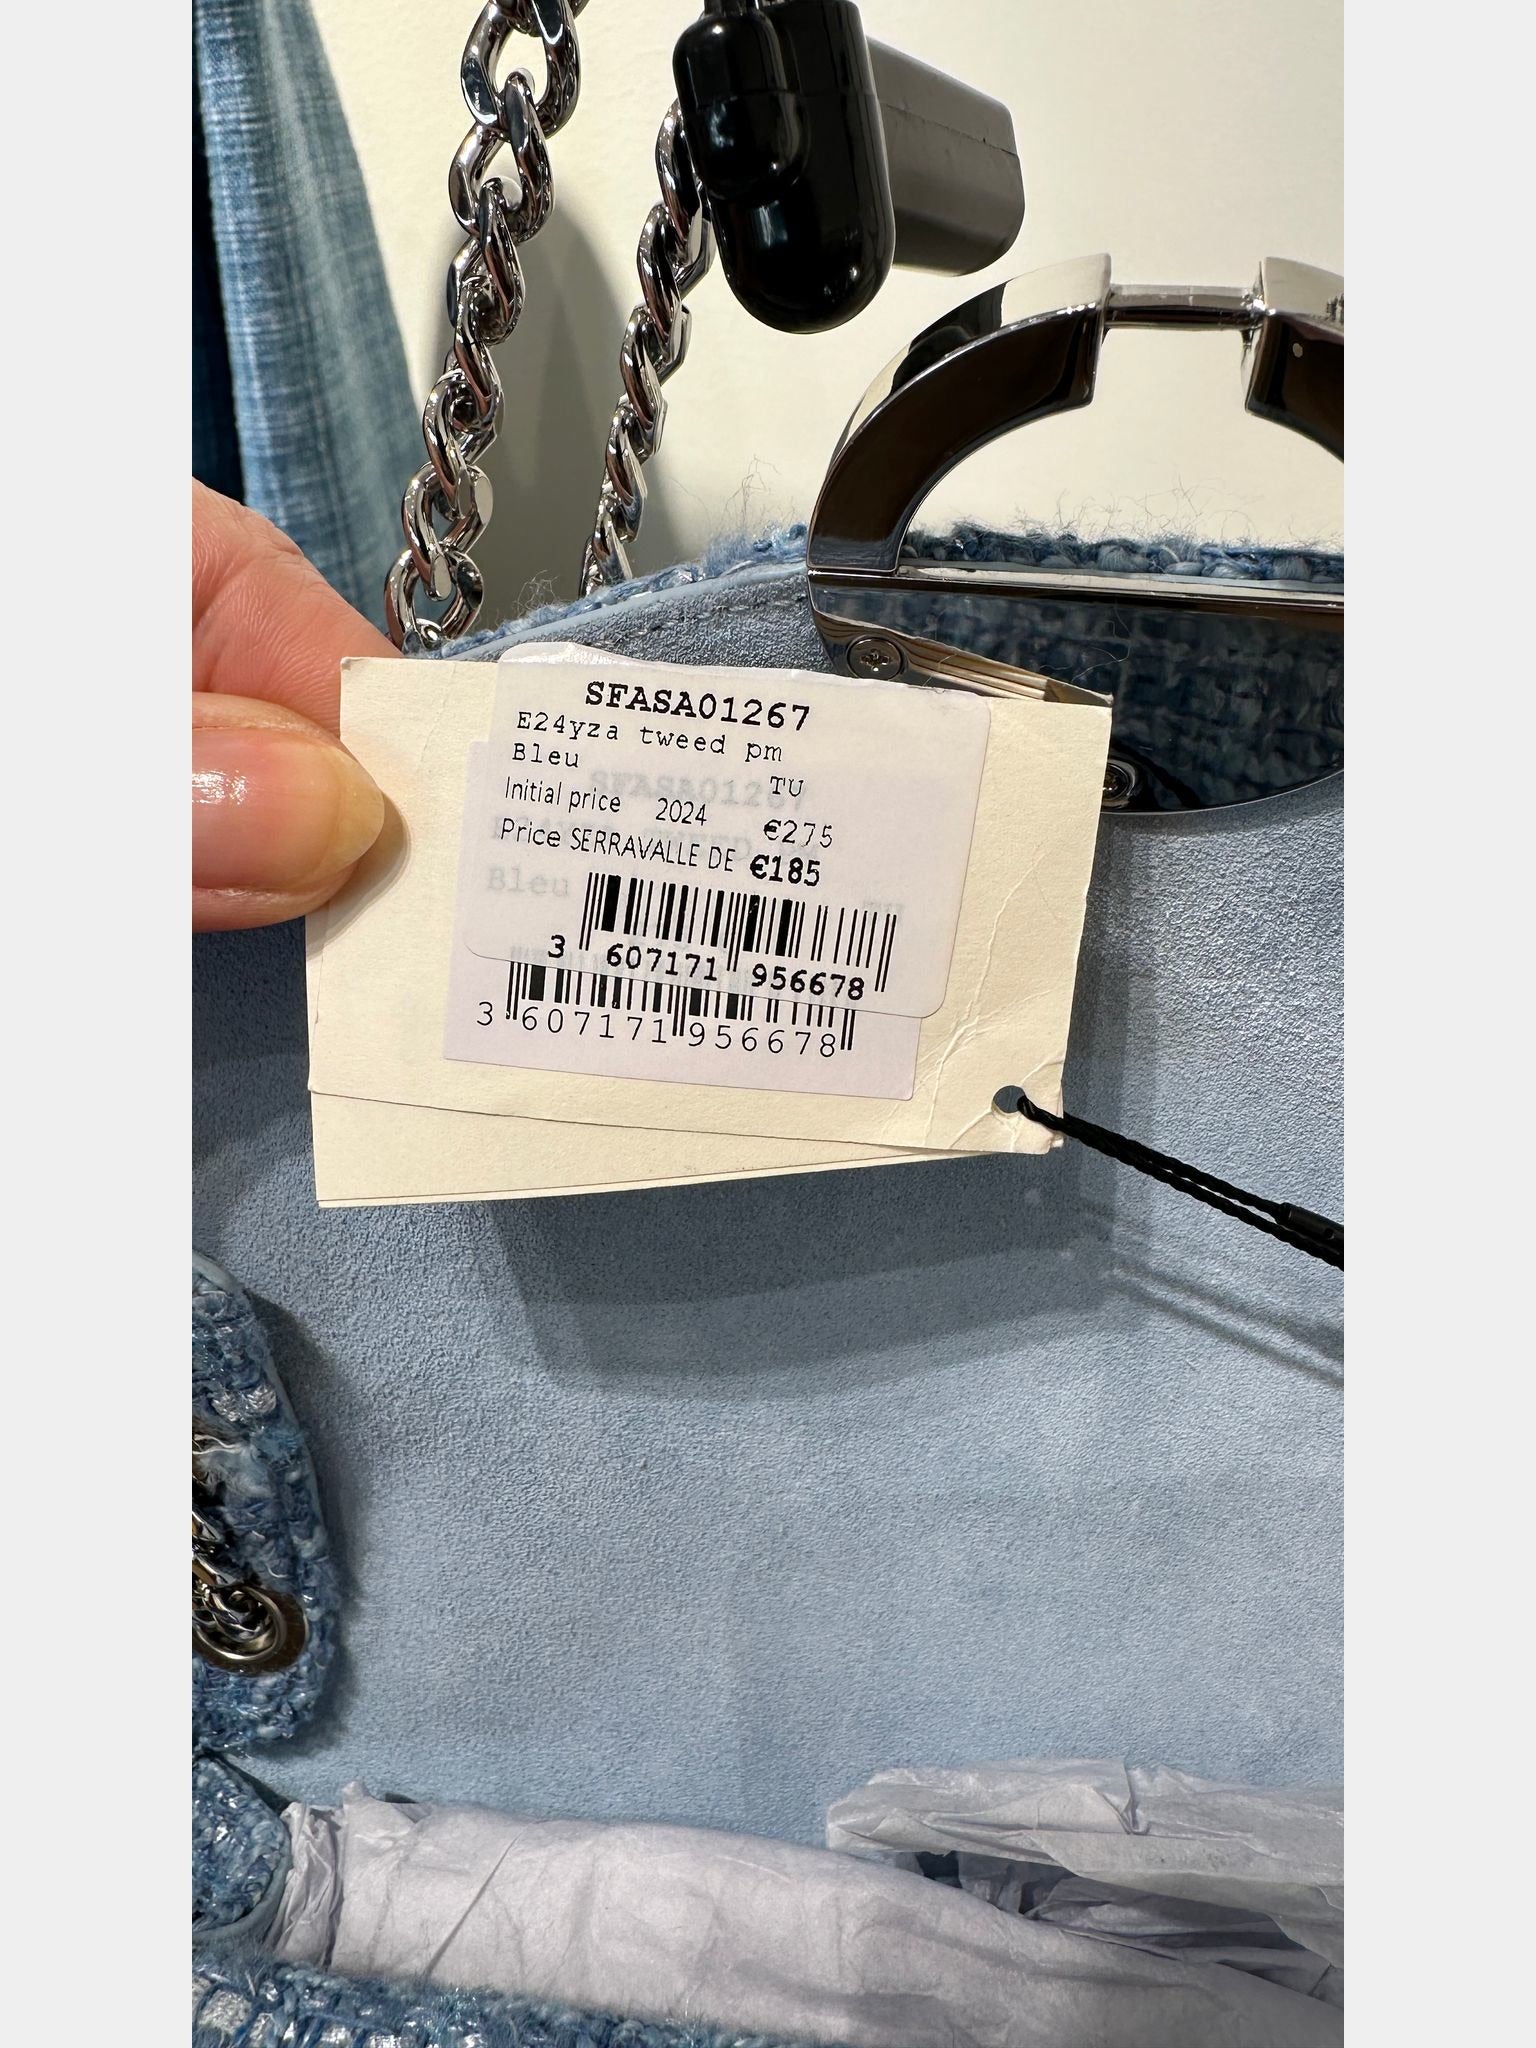 SFASA01267
E24yza tweed pm
Bleu TU
Initial price 2024 €275
Price SERRAVALLE DE €185
3 607171 956678
Bleu
3 607171 956678